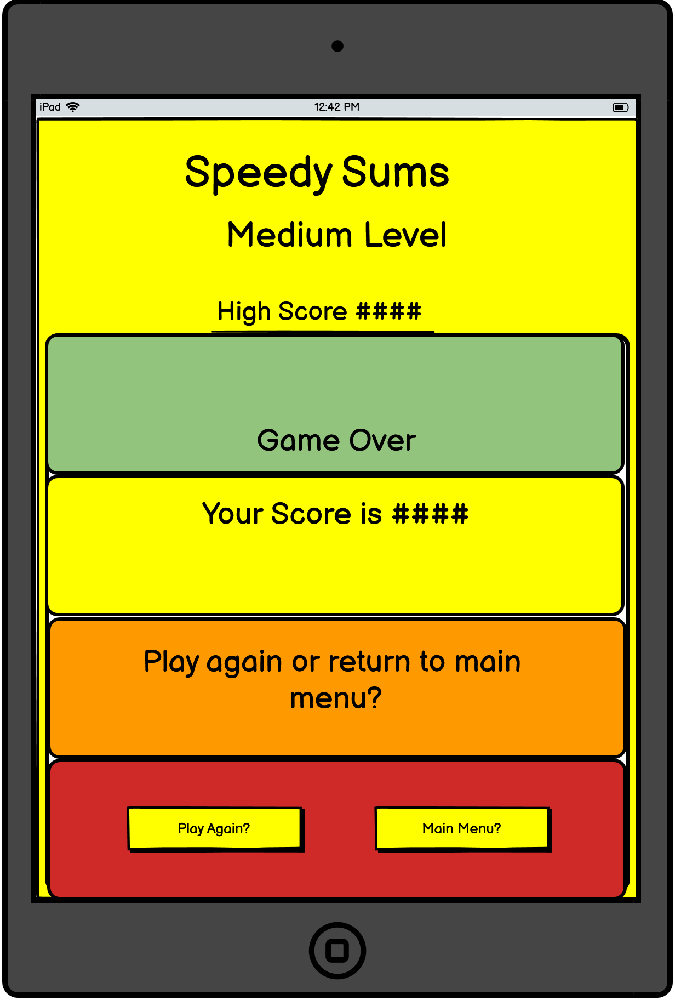 iPad 12:42 PM
Speedy Sums
Medium Level
High Score ####
Game Over
Your Score is ####
Play again or return to main
menu?
Play Again? Main Menu?